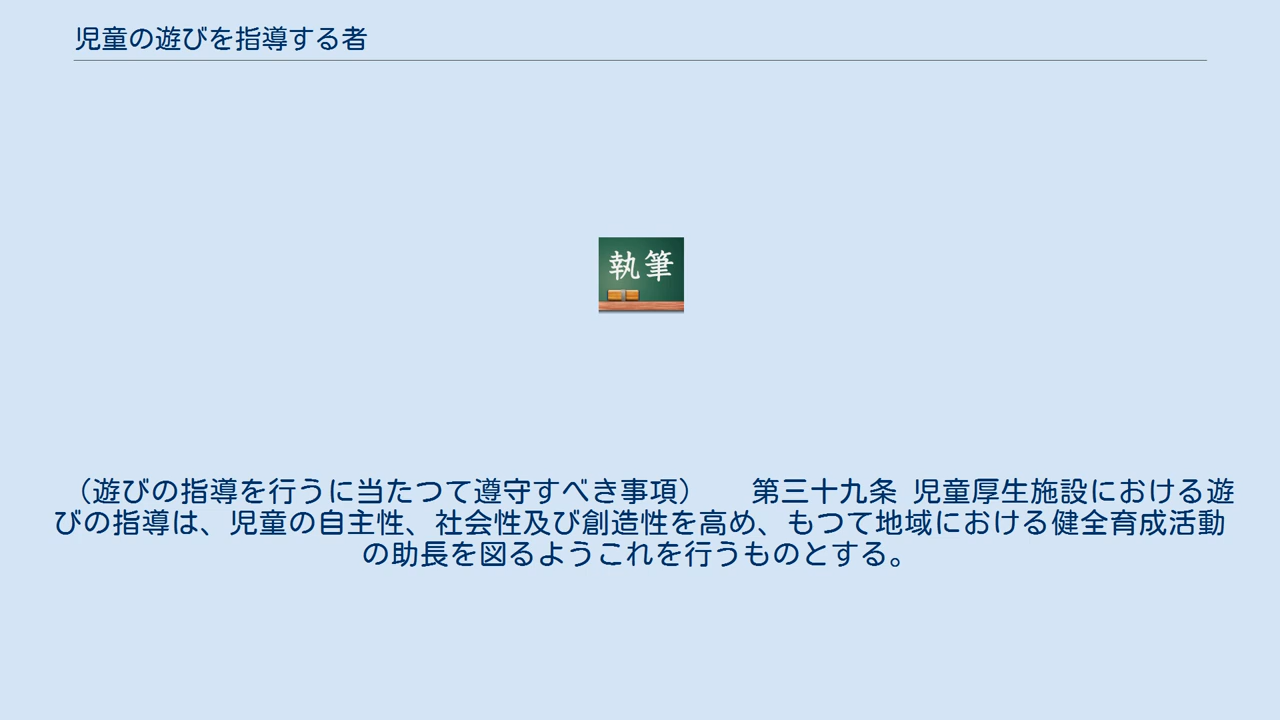 児童の遊びを指導する者
執筆
（遊びの指導を行うに当たつて遵守すべき事項）　　第三十九条 児童厚生施設における遊
びの指導は、児童の自主性、社会性及び創造性を高め、もつて地域における健全育成活動
の助長を図るようこれを行うものとする。